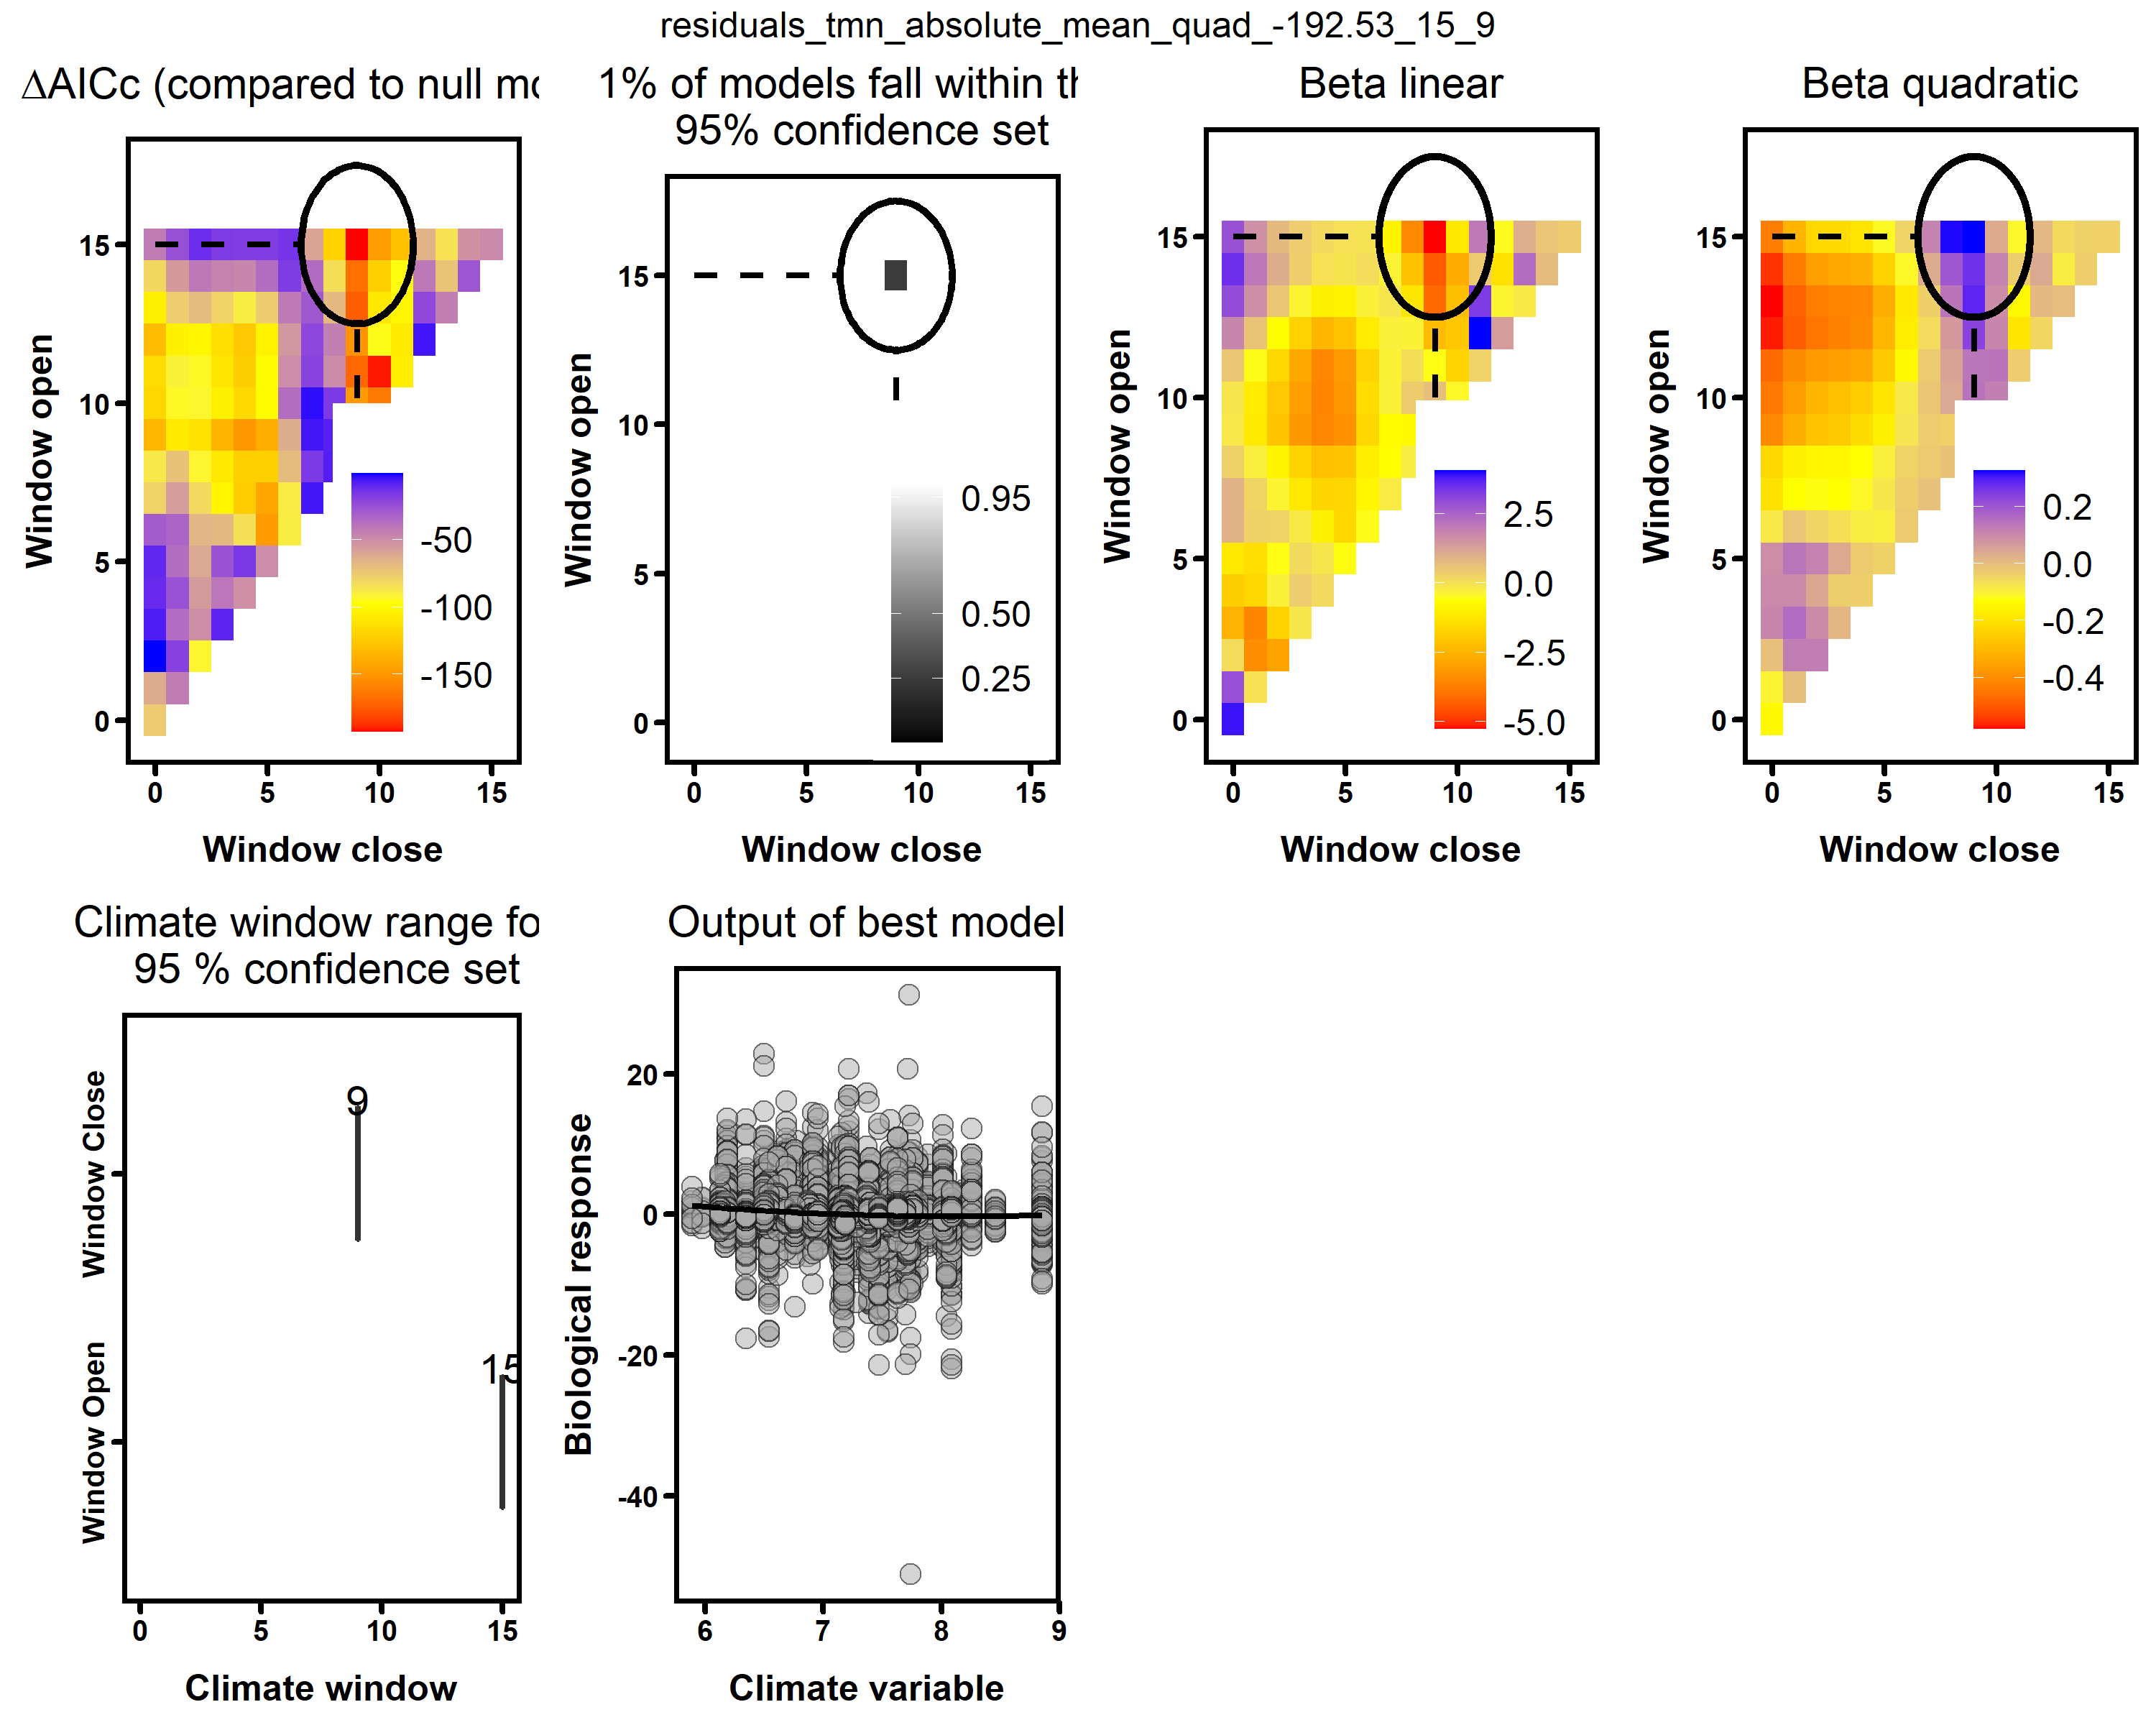 residuals_tmn_absolute_mean_quad_-192.53_15_9
ΔAICc (compared to null mo
15
10
5
0
Window open
-50
-100
-150
0 5 10 15
Window close
1% of models fall within th
95% confidence set
15
10
5
0
Window open
0.95
0.50
0.25
0 5 10 15
Window close
Beta linear
15
10
5
0
Window open
2.5
0.0
-2.5
-5.0
0 5 10 15
Window close
Beta quadratic
15
10
5
0
Window open
0.2
0.0
-0.2
-0.4
0 5 10 15
Window close
Climate window range fo
95 % confidence set
Window Close
Window Open
9
15
0 5 10 15
Climate window
Output of best model
20
0
-20
-40
Biological response
6 7 8 9
Climate variable